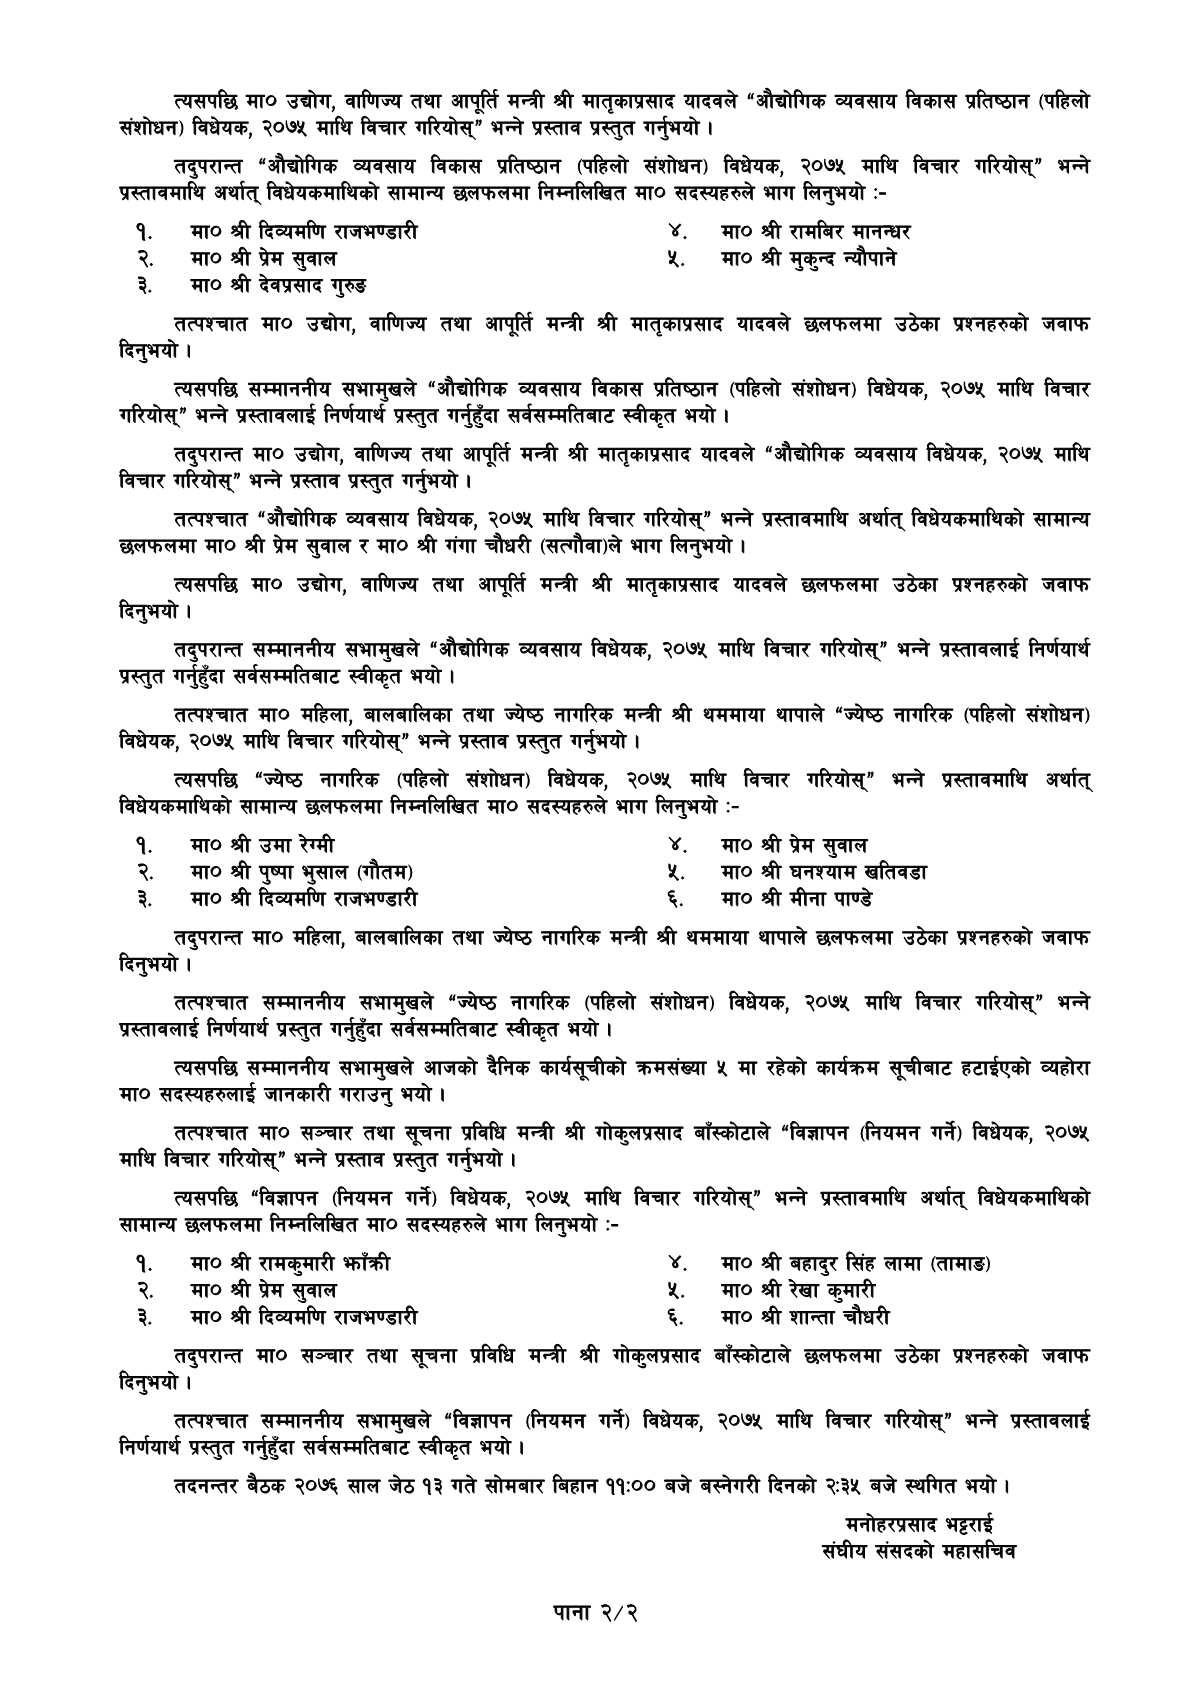 त्यसपछि मा० उद्योग, वाणिज्य तथा आपूर्ति मन्त्री श्री मातृकाप्रसाद यादवले “औद्योगिक व्यवसाय विकास प्रतिष्ठान (पहिलो
संशोधन) विधेयक, २०७५ माथि विचार गरियोस्” भन्ने प्रस्ताव प्रस्तुत गर्नुभयो ।
तदुपरान्त “औद्योगिक व्यवसाय विकास प्रतिष्ठान (पहिलो संशोधन) विधेयक, २०७५ माथि विचार गरियोस्” भन्ने
प्रस्तावमाथि अर्थात् विधेयकमाथिको सामान्य छलफलमा निम्नलिखित मा० सदस्यहरुले भाग लिनुभयो :-
१. मा० श्री दिव्यमणि राजभण्डारी ४. मा० श्री रामबिर मानन्धर
२. मा० श्री प्रेम सुवाल ५. मा० श्री मुकुन्द न्यौपाने
३. मा० श्री देवप्रसाद गुरुङ
तत्पश्चात मा० उद्योग, वाणिज्य तथा आपूर्ति मन्त्री श्री मातृकाप्रसाद यादवले छलफलमा उठेका प्रश्नहरुको जवाफ
दिनुभयो ।
त्यसपछि सम्माननीय सभामुखले “औद्योगिक व्यवसाय विकास प्रतिष्ठान (पहिलो संशोधन) विधेयक, २०७५ माथि विचार
गरियोस्” भन्ने प्रस्तावलाई निर्णयार्थ प्रस्तुत गर्नुहुँदा सर्वसम्मतिबाट स्वीकृत भयो ।
तदुपरान्त मा० उद्योग, वाणिज्य तथा आपूर्ति मन्त्री श्री मातृकाप्रसाद यादवले “औद्योगिक व्यवसाय विधेयक, २०७५ माथि
विचार गरियोस्” भन्ने प्रस्ताव प्रस्तुत गर्नुभयो ।
तत्पश्चात “औद्योगिक व्यवसाय विधेयक, २०७५ माथि विचार गरियोस्” भन्ने प्रस्तावमाथि अर्थात् विधेयकमाथिको सामान्य
छलफलमा मा० श्री प्रेम सुवाल र मा० श्री गंगा चौधरी (सत्गौवा)ले भाग लिनुभयो ।
त्यसपछि मा० उद्योग, वाणिज्य तथा आपूर्ति मन्त्री श्री मातृकाप्रसाद यादवले छलफलमा उठेका प्रश्नहरुको जवाफ
दिनुभयो ।
तदुपरान्त सम्माननीय सभामुखले “औद्योगिक व्यवसाय विधेयक, २०७५ माथि विचार गरियोस्” भन्ने प्रस्तावलाई निर्णयार्थ
प्रस्तुत गर्नुहुँदा सर्वसम्मतिबाट स्वीकृत भयो ।
तत्पश्चात मा० महिला, बालबालिका तथा ज्येष्ठ नागरिक मन्त्री श्री थममाया थापाले “ज्येष्ठ नागरिक (पहिलो संशोधन)
विधेयक, २०७५ माथि विचार गरियोस्” भन्ने प्रस्ताव प्रस्तुत गर्नुभयो ।
त्यसपछि “ज्येष्ठ नागरिक (पहिलो संशोधन) विधेयक, २०७५ माथि विचार गरियोस्” भन्ने प्रस्तावमाथि अर्थात्
विधेयकमाथिको सामान्य छलफलमा निम्नलिखित मा० सदस्यहरुले भाग लिनुभयो :-
१. मा० श्री उमा रेग्मी ४. मा० श्री प्रेम सुवाल
२. मा० श्री पुष्पा भुसाल (गौतम) ५. मा० श्री घनश्याम खतिवडा
३. मा० श्री दिव्यमणि राजभण्डारी ६. मा० श्री मीना पाण्डे
तदुपरान्त मा० महिला, बालबालिका तथा ज्येष्ठ नागरिक मन्त्री श्री थममाया थापाले छलफलमा उठेका प्रश्नहरुको जवाफ
दिनुभयो ।
तत्पश्चात सम्माननीय सभामुखले “ज्येष्ठ नागरिक (पहिलो संशोधन) विधेयक, २०७५ माथि विचार गरियोस्” भन्ने
प्रस्तावलाई निर्णयार्थ प्रस्तुत गर्नुहुँदा सर्वसम्मतिबाट स्वीकृत भयो ।
त्यसपछि सम्माननीय सभामुखले आजको दैनिक कार्यसूचीको क्रमसंख्या ५ मा रहेको कार्यक्रम सूचीबाट हटाईएको व्यहोरा
मा० सदस्यहरुलाई जानकारी गराउनु भयो ।
तत्पश्चात मा० सञ्चार तथा सूचना प्रविधि मन्त्री श्री गोकुलप्रसाद बाँस्कोटाले “विज्ञापन (नियमन गर्ने) विधेयक, २०७५
माथि विचार गरियोस्” भन्ने प्रस्ताव प्रस्तुत गर्नुभयो ।
त्यसपछि “विज्ञापन (नियमन गर्ने) विधेयक, २०७५ माथि विचार गरियोस्” भन्ने प्रस्तावमाथि अर्थात् विधेयकमाथिको
सामान्य छलफलमा निम्नलिखित मा० सदस्यहरुले भाग लिनुभयो :-
१. मा० श्री रामकुमारी झाँक्री ४. मा० श्री बहादुर सिंह लामा (तामाङ)
२. मा० श्री प्रेम सुवाल ५. मा० श्री रेखा कुमारी
३. मा० श्री दिव्यमणि राजभण्डारी ६. मा० श्री शान्ता चौधरी
तदुपरान्त मा० सञ्चार तथा सूचना प्रविधि मन्त्री श्री गोकुलप्रसाद बाँस्कोटाले छलफलमा उठेका प्रश्नहरुको जवाफ
दिनुभयो ।
तत्पश्चात सम्माननीय सभामुखले “विज्ञापन (नियमन गर्ने) विधेयक, २०७५ माथि विचार गरियोस्” भन्ने प्रस्तावलाई
निर्णयार्थ प्रस्तुत गर्नुहुँदा सर्वसम्मतिबाट स्वीकृत भयो ।
तदनन्तर बैठक २०७६ साल जेठ १३ गते सोमबार बिहान ११:०० बजे बस्नेगरी दिनको २:३५ बजे स्थगित भयो ।
मनोहरप्रसाद भट्टराई
संघीय संसदको महासचिव
पाना २/२